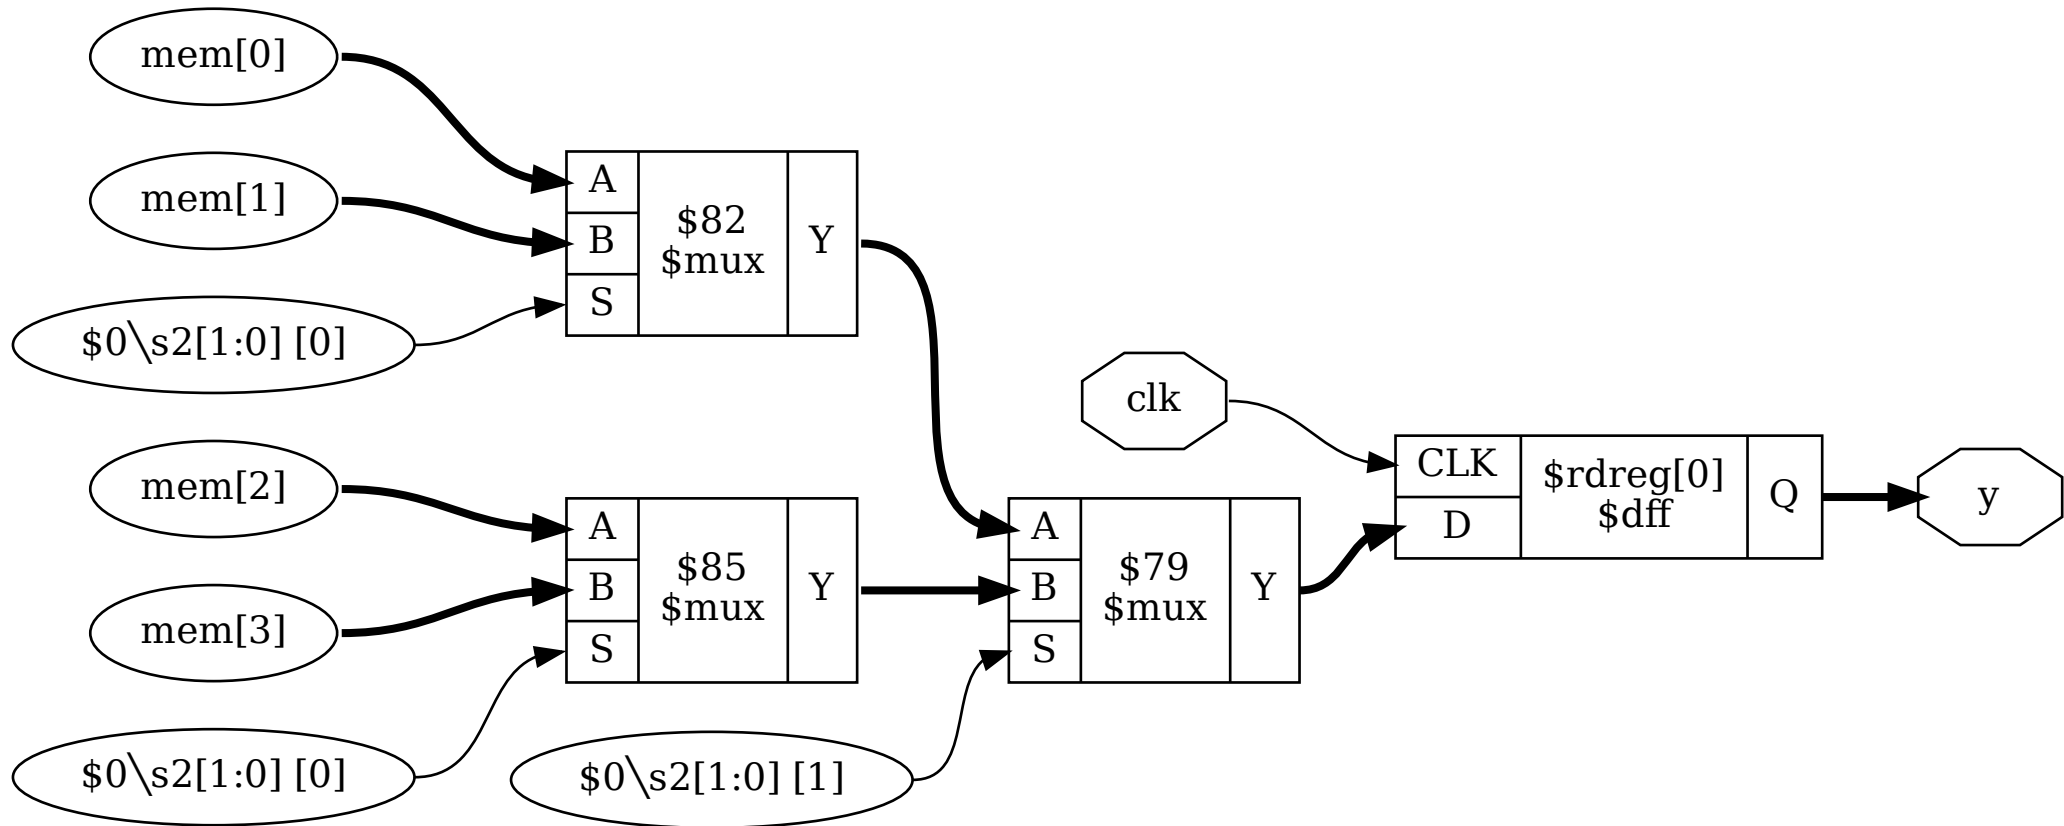 mem[0]
mem[1]
$0\s2[1:0] [0]
A
B
S
$82
$mux
Y
mem[2]
mem[3]
$0\s2[1:0] [0]
A
B
S
$85
$mux
Y
$0\s2[1:0] [1]
A
B
S
$79
$mux
Y
clk
CLK
D
$rdreg[0]
$dff
Q
y